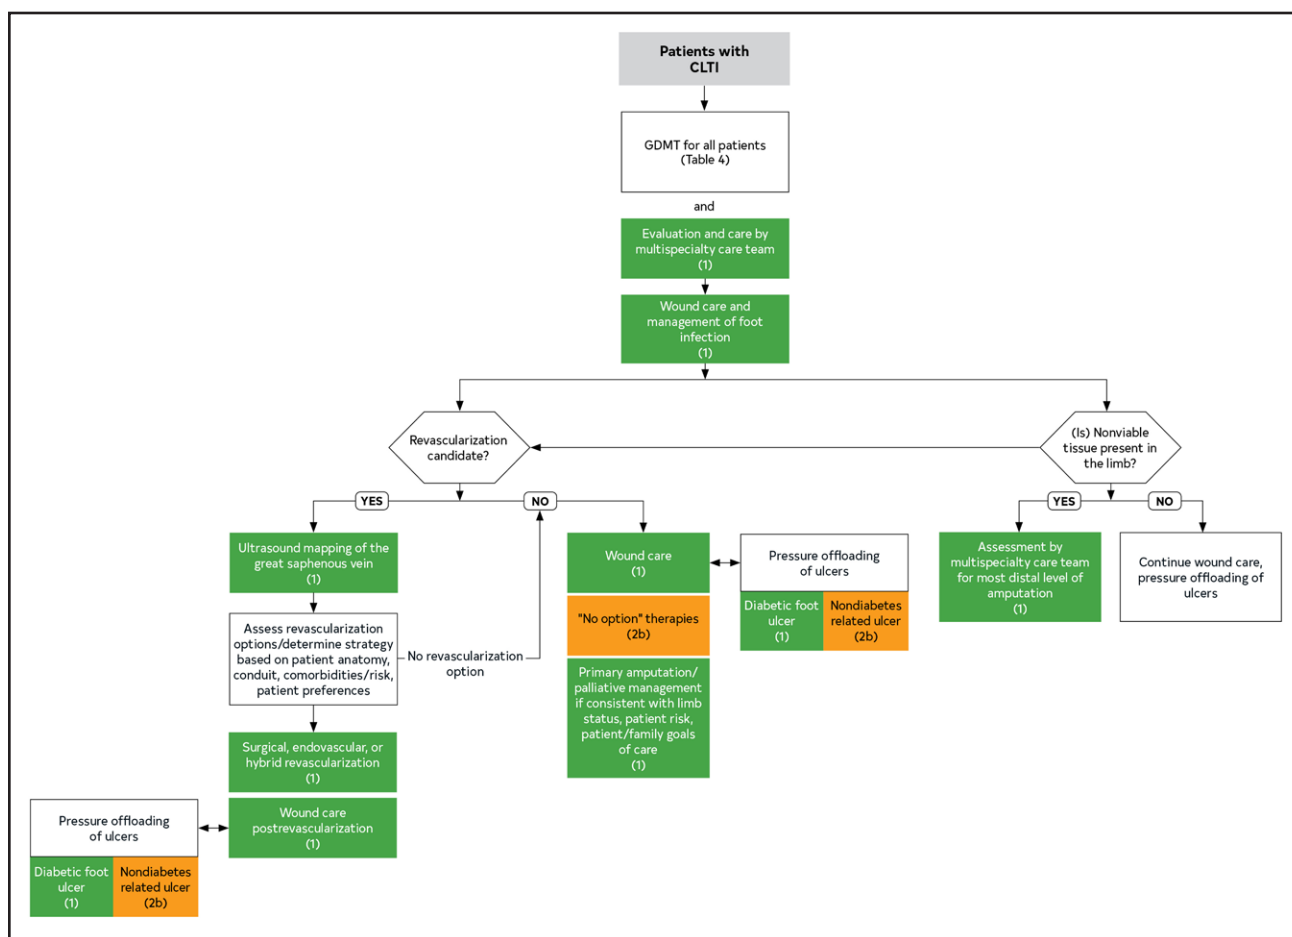 Patients with
CLTI
GDMT for all patients
(Table 4)
and
Evaluation and care by
multispecialty care team
(1)
Wound care and
management of foot
infection
(1)
Revascularization
candidate?
(Is) Nonviable
tissue present in
the limb?
YES
NO
YES
NO
Ultrasound mapping of the
great saphenous vein
(1)
Assess revascularization
options/determine strategy
based on patient anatomy,
conduit, comorbidities/risk,
patient preferences
No revascularization
option
Surgical, endovascular, or
hybrid revascularization
(1)
Wound care
postrevascularization
(1)
Pressure offloading
of ulcers
Diabetic foot
ulcer
(1)
Nondiabetes
related ulcer
(2b)
Wound care
(1)
"No option" therapies
(2b)
Primary amputation/
palliative management
if consistent with limb
status, patient risk,
patient/family goals
of care
(1)
Pressure offloading
of ulcers
Diabetic foot
ulcer
(1)
Nondiabetes
related ulcer
(2b)
Assessment by
multispecialty care team
for most distal level of
amputation
(1)
Continue wound care,
pressure offloading of
ulcers